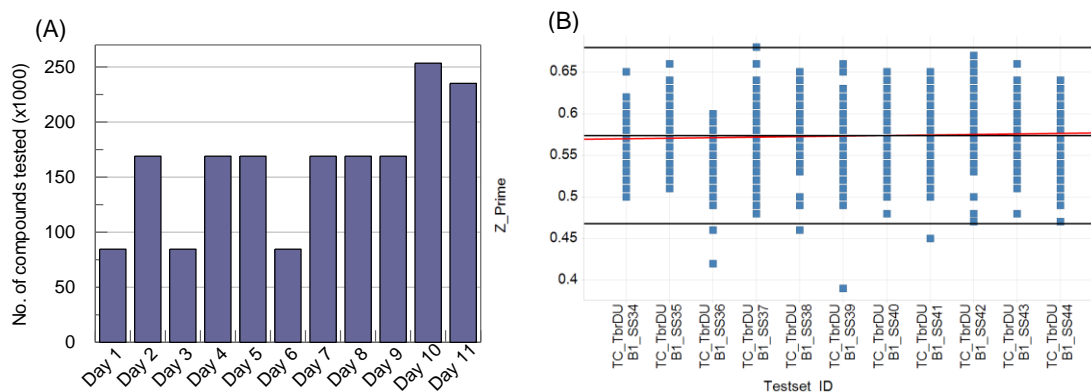 (A)
No. of compounds tested (x1000)
250
200
150
100
50
0
Day 1
Day 2
Day 3
Day 4
Day 5
Day 6
Day 7
Day 8
Day 9
Day 10
Day 11
(B)
Z_Prime
0.65
0.6
0.55
0.5
0.45
0.4
TC_TbrDU
B1_SS34
TC_TbrDU
B1_SS35
TC_TbrDU
B1_SS36
TC_TbrDU
B1_SS37
TC_TbrDU
B1_SS38
TC_TbrDU
B1_SS39
TC_TbrDU
B1_SS40
TC_TbrDU
B1_SS41
TC_TbrDU
B1_SS42
TC_TbrDU
B1_SS43
TC_TbrDU
B1_SS44
Testset_ID